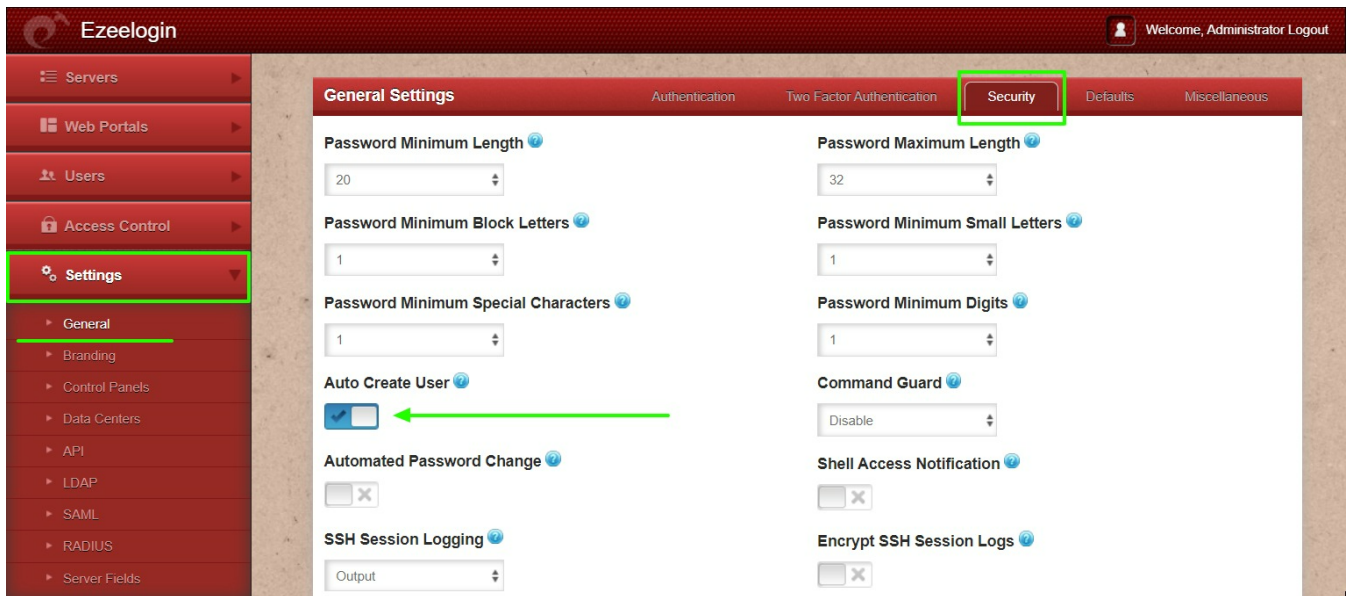 Ezeelogin
Welcome, Administrator Logout
Servers
Web Portals
Users
Access Control
Settings
General
Branding
Control Panels
Data Centers
API
LDAP
SAML
RADIUS
Server Fields
General Settings
Authentication
Two Factor Authentication
Security
Defaults
Miscellaneous
Password Minimum Length ?
Password Maximum Length ?
20
32
Password Minimum Block Letters ?
Password Minimum Small Letters ?
1
1
Password Minimum Special Characters ?
Password Minimum Digits ?
1
1
Auto Create User ?
Command Guard ?
Disable
Automated Password Change ?
Shell Access Notification ?
SSH Session Logging ?
Encrypt SSH Session Logs ?
Output